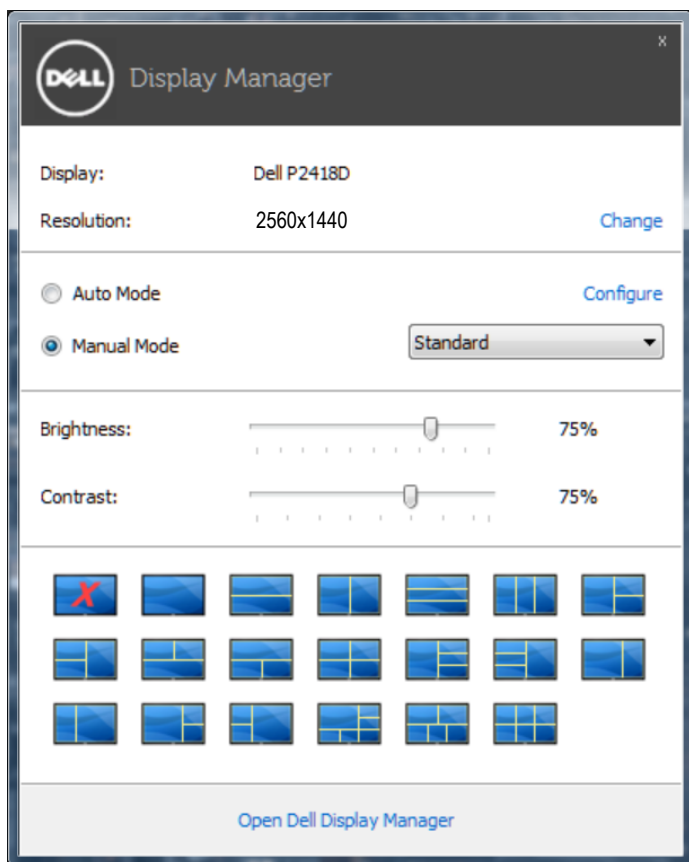 x
DELL Display Manager
Display: Dell P2418D
Resolution: 2560x1440 Change
Auto Mode Configure
Manual Mode Standard
Brightness: 75%
Contrast: 75%
X
Open Dell Display Manager